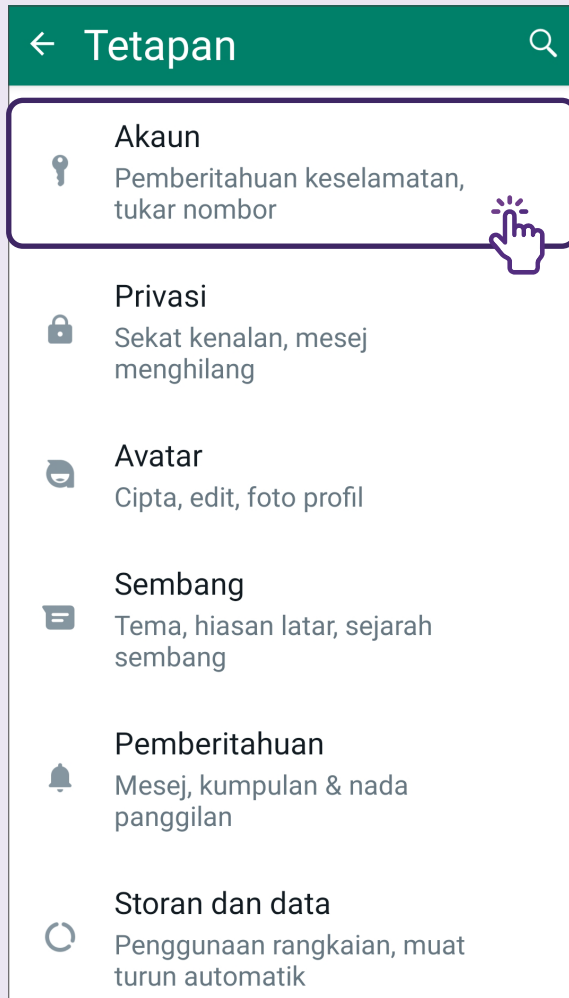 Tetapan
Akaun
Pemberitahuan keselamatan,
tukar nombor
Privasi
Sekat kenalan, mesej
menghilang
Avatar
Cipta, edit, foto profil
Sembang
Tema, hiasan latar, sejarah
sembang
Pemberitahuan
Mesej, kumpulan & nada
panggilan
Storan dan data
Penggunaan rangkaian, muat
turun automatik